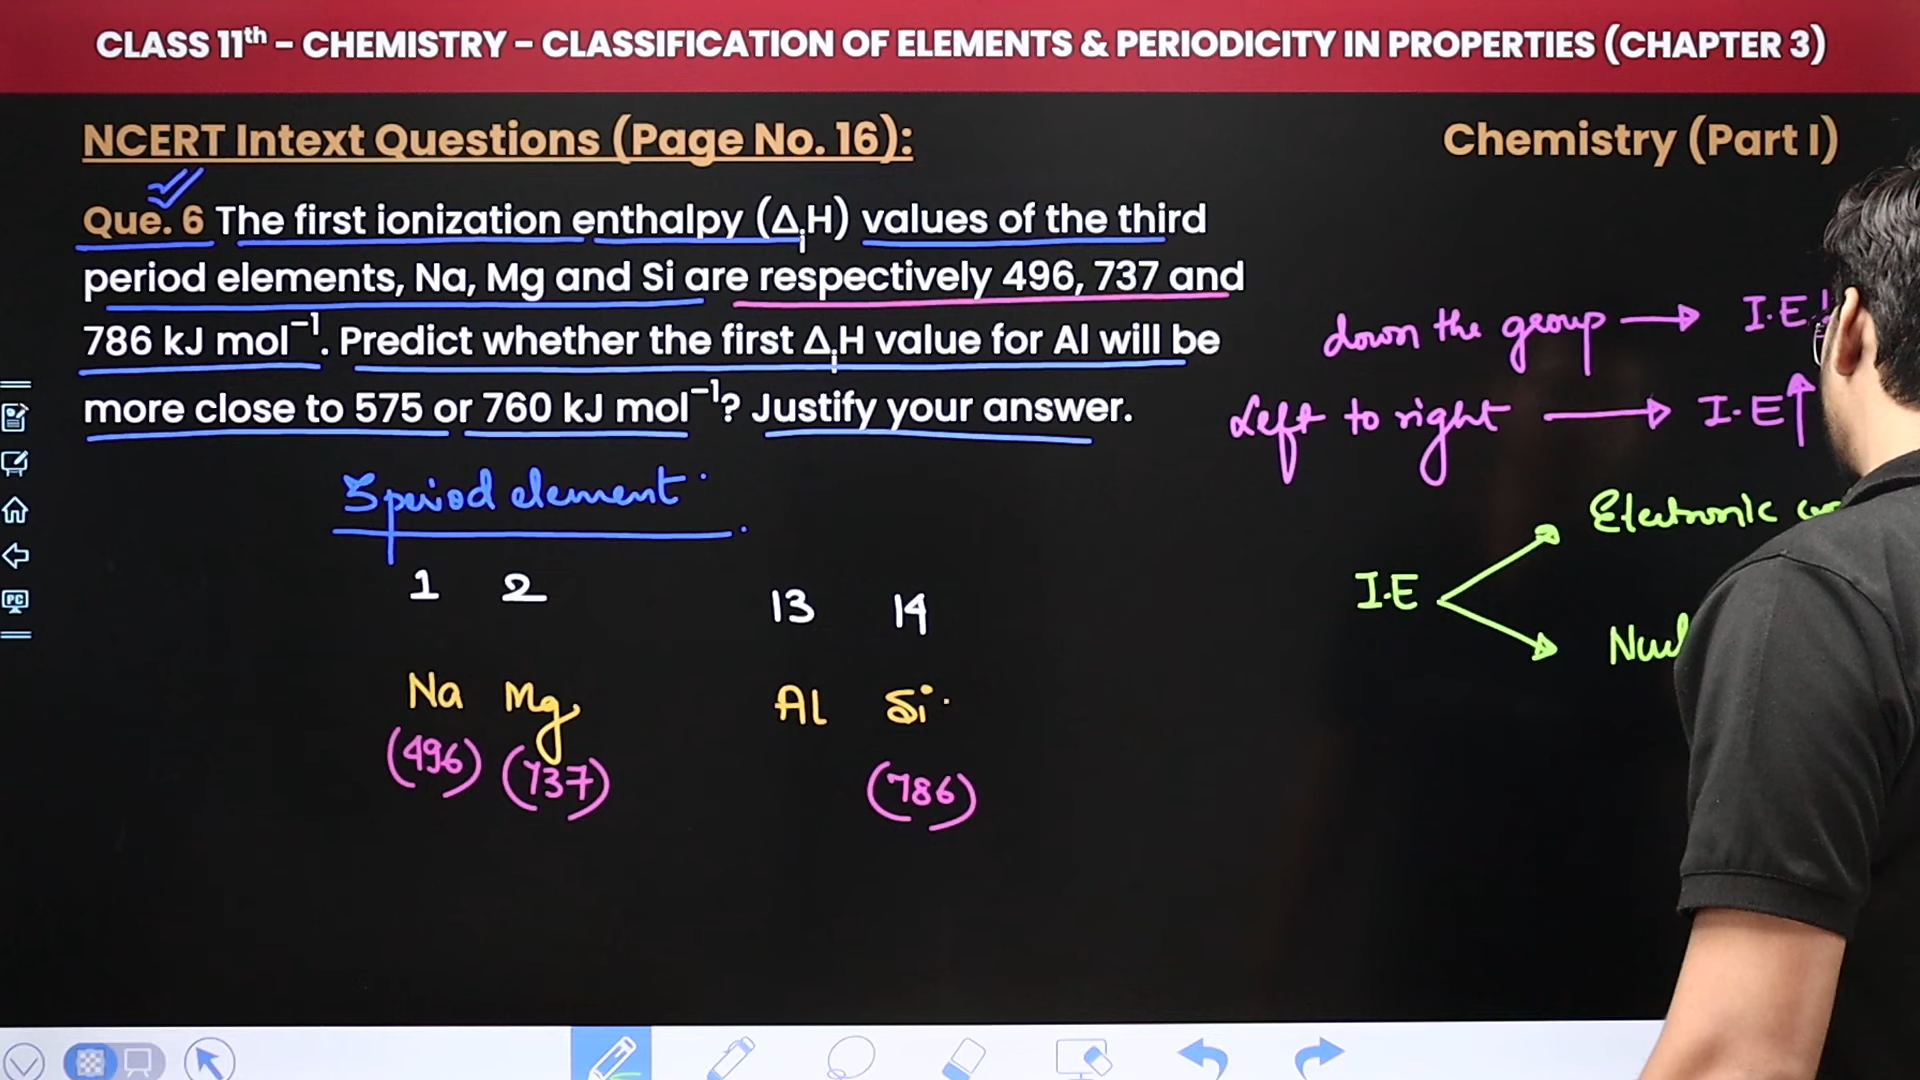 CLASS 11th – CHEMISTRY – CLASSIFICATION OF ELEMENTS & PERIODICITY IN PROPERTIES (CHAPTER 3)
NCERT Intext Questions (Page No. 16):
Chemistry (Part I)
Que. 6 The first ionization enthalpy (ΔᵢH) values of the third
period elements, Na, Mg and Si are respectively 496, 737 and
786 kJ mol⁻¹. Predict whether the first ΔᵢH value for Al will be
more close to 575 or 760 kJ mol⁻¹? Justify your answer.
down the group → I.E
Left to right → I.E↑
period element
Electronic
I.E
1 2 13 14
Na Mg Al Si
(496) (737) (786)
PC